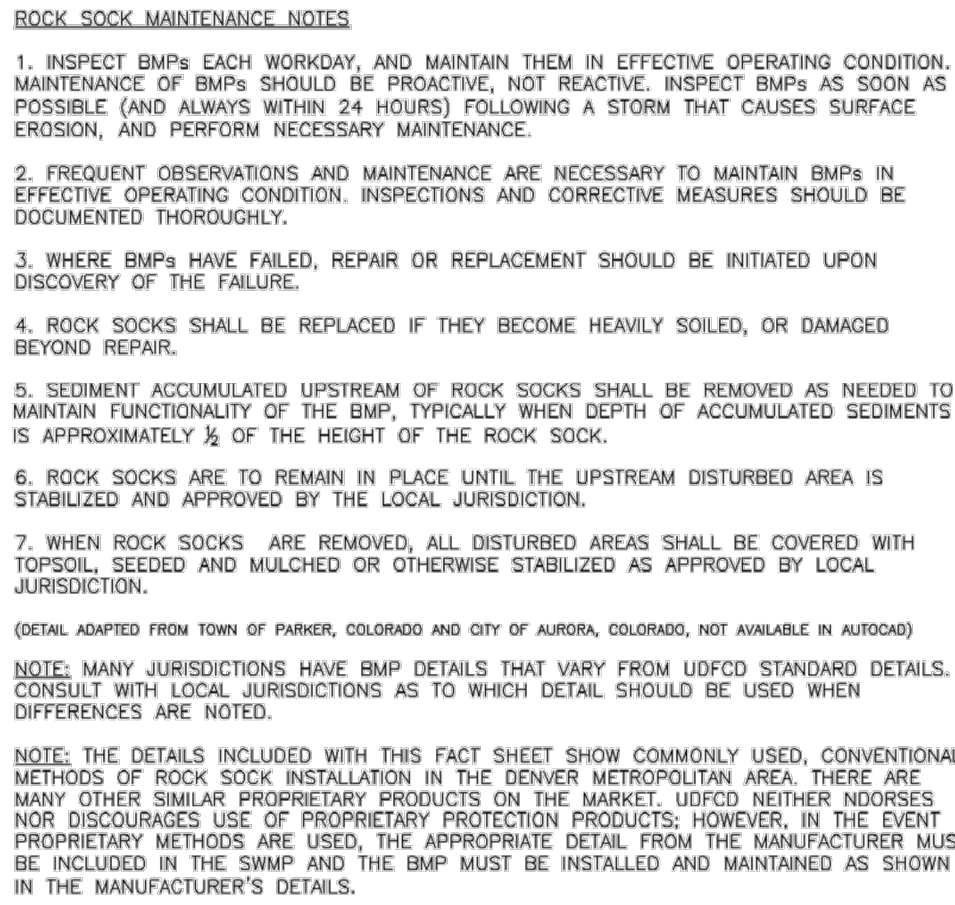 ROCK SOCK MAINTENANCE NOTES
1. INSPECT BMPs EACH WORKDAY, AND MAINTAIN THEM IN EFFECTIVE OPERATING CONDITION.
MAINTENANCE OF BMPs SHOULD BE PROACTIVE, NOT REACTIVE. INSPECT BMPs AS SOON AS
POSSIBLE (AND ALWAYS WITHIN 24 HOURS) FOLLOWING A STORM THAT CAUSES SURFACE
EROSION, AND PERFORM NECESSARY MAINTENANCE.
2. FREQUENT OBSERVATIONS AND MAINTENANCE ARE NECESSARY TO MAINTAIN BMPs IN
EFFECTIVE OPERATING CONDITION. INSPECTIONS AND CORRECTIVE MEASURES SHOULD BE
DOCUMENTED THOROUGHLY.
3. WHERE BMPs HAVE FAILED, REPAIR OR REPLACEMENT SHOULD BE INITIATED UPON
DISCOVERY OF THE FAILURE.
4. ROCK SOCKS SHALL BE REPLACED IF THEY BECOME HEAVILY SOILED, OR DAMAGED
BEYOND REPAIR.
5. SEDIMENT ACCUMULATED UPSTREAM OF ROCK SOCKS SHALL BE REMOVED AS NEEDED TO
MAINTAIN FUNCTIONALITY OF THE BMP, TYPICALLY WHEN DEPTH OF ACCUMULATED SEDIMENTS
IS APPROXIMATELY ½ OF THE HEIGHT OF THE ROCK SOCK.
6. ROCK SOCKS ARE TO REMAIN IN PLACE UNTIL THE UPSTREAM DISTURBED AREA IS
STABILIZED AND APPROVED BY THE LOCAL JURISDICTION.
7. WHEN ROCK SOCKS ARE REMOVED, ALL DISTURBED AREAS SHALL BE COVERED WITH
TOPSOIL, SEEDED AND MULCHED OR OTHERWISE STABILIZED AS APPROVED BY LOCAL
JURISDICTION.
(DETAIL ADAPTED FROM TOWN OF PARKER, COLORADO AND CITY OF AURORA, COLORADO, NOT AVAILABLE IN AUTOCAD)
NOTE: MANY JURISDICTIONS HAVE BMP DETAILS THAT VARY FROM UDFCD STANDARD DETAILS.
CONSULT WITH LOCAL JURISDICTIONS AS TO WHICH DETAIL SHOULD BE USED WHEN
DIFFERENCES ARE NOTED.
NOTE: THE DETAILS INCLUDED WITH THIS FACT SHEET SHOW COMMONLY USED, CONVENTIONAL
METHODS OF ROCK SOCK INSTALLATION IN THE DENVER METROPOLITAN AREA. THERE ARE
MANY OTHER SIMILAR PROPRIETARY PRODUCTS ON THE MARKET. UDFCD NEITHER NDORSES
NOR DISCOURAGES USE OF PROPRIETARY PROTECTION PRODUCTS; HOWEVER, IN THE EVENT
PROPRIETARY METHODS ARE USED, THE APPROPRIATE DETAIL FROM THE MANUFACTURER MUS
BE INCLUDED IN THE SWMP AND THE BMP MUST BE INSTALLED AND MAINTAINED AS SHOWN
IN THE MANUFACTURER'S DETAILS.